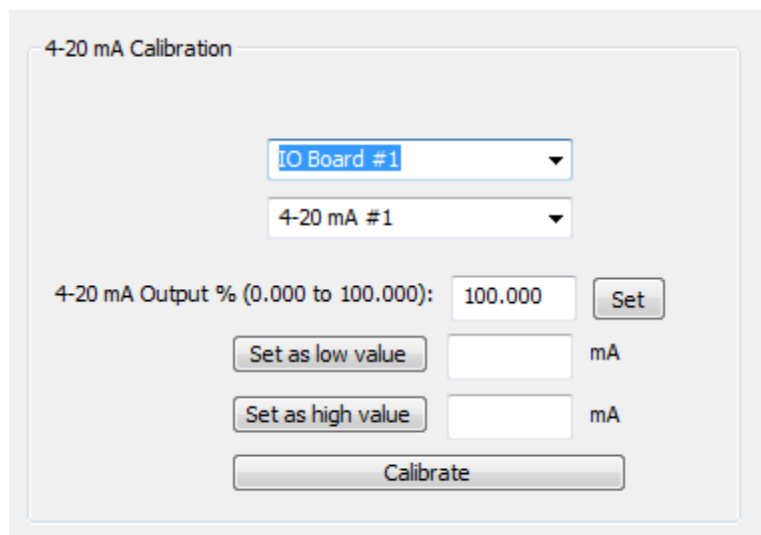 4-20 mA Calibration
IO Board #1
4-20 mA #1
4-20 mA Output % (0.000 to 100.000): 100.000 Set
Set as low value mA
Set as high value mA
Calibrate